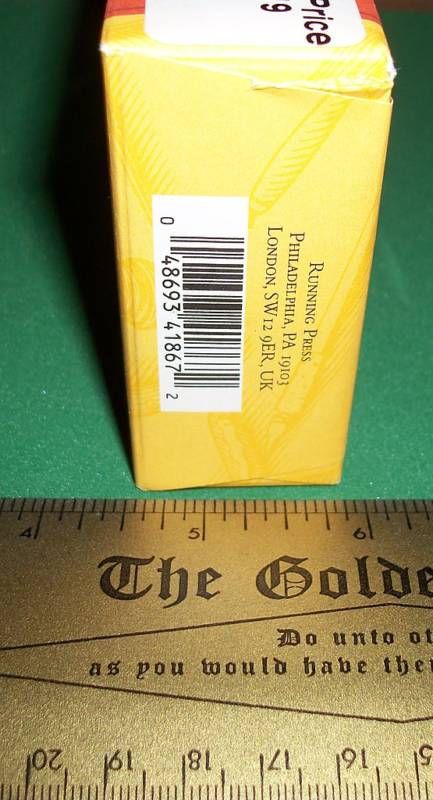 Price
0 48693 41867 2
RUNNING PRESS
PHILADELPHIA, PA 19103
LONDON, SW12 9ER, UK
4 5 6
The Golde
Do unto ot
as you would have the
20 19 18 17 16